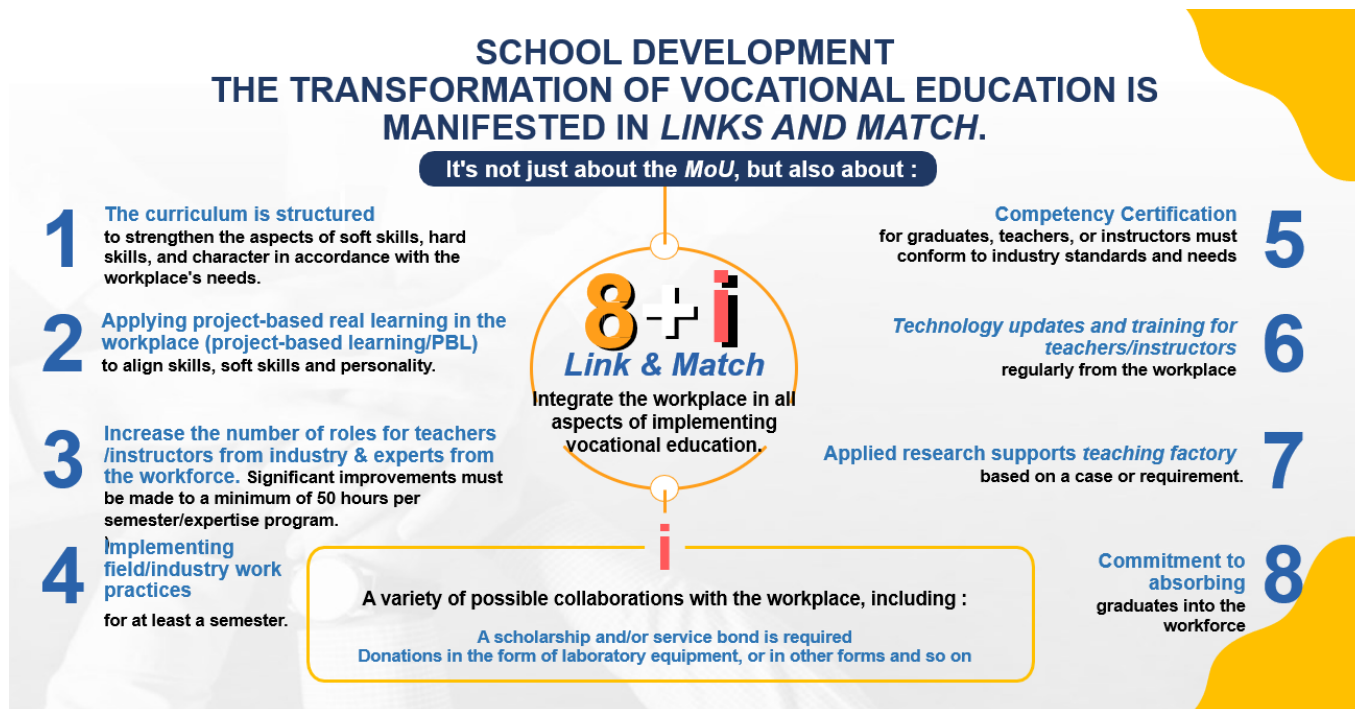 SCHOOL DEVELOPMENT
THE TRANSFORMATION OF VOCATIONAL EDUCATION IS
MANIFESTED IN LINKS AND MATCH.
It's not just about the MoU, but also about :
1
The curriculum is structured
to strengthen the aspects of soft skills, hard
skills, and character in accordance with the
workplace's needs.
2
Applying project-based real learning in the
workplace (project-based learning/PBL)
to align skills, soft skills and personality.
3
Increase the number of roles for teachers
/instructors from industry & experts from
the workforce. Significant improvements must
be made to a minimum of 50 hours per
semester/expertise program.
)
4
Implementing
field/industry work
practices
for at least a semester.
8+i
Link & Match
Integrate the workplace in all
aspects of implementing
vocational education.
i
A variety of possible collaborations with the workplace, including :
A scholarship and/or service bond is required
Donations in the form of laboratory equipment, or in other forms and so on
Competency Certification
for graduates, teachers, or instructors must
conform to industry standards and needs
5
Technology updates and training for
teachers/instructors
regularly from the workplace
6
Applied research supports teaching factory
based on a case or requirement.
7
Commitment to
absorbing
graduates into the
workforce
8